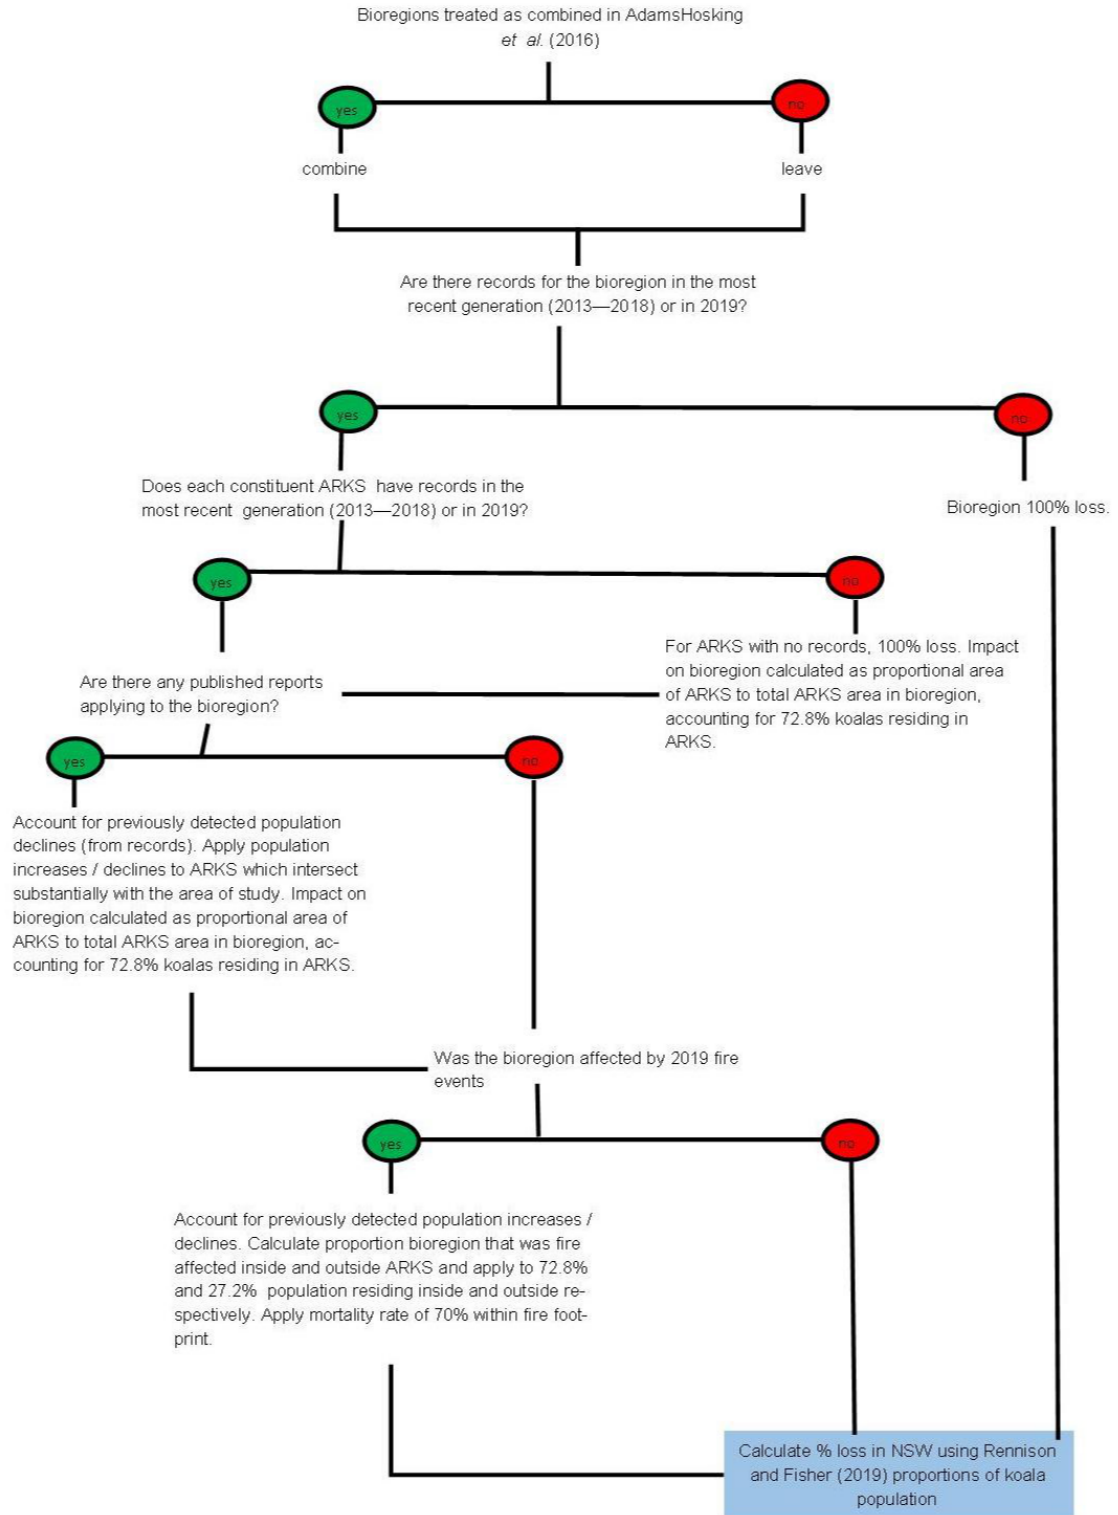 Bioregions treated as combined in AdamsHosking
et al. (2016)
yes
no
combine
leave
Are there records for the bioregion in the most
recent generation (2013—2018) or in 2019?
yes
no
Does each constituent ARKS have records in the
most recent generation (2013—2018) or in 2019?
Bioregion 100% loss.
yes
no
For ARKS with no records, 100% loss. Impact
on bioregion calculated as proportional area
of ARKS to total ARKS area in bioregion,
accounting for 72.8% koalas residing in
ARKS.
Are there any published reports
applying to the bioregion?
yes
no
Account for previously detected population
declines (from records). Apply population
increases / declines to ARKS which intersect
substantially with the area of study. Impact on
bioregion calculated as proportional area of
ARKS to total ARKS area in bioregion, ac-
counting for 72.8% koalas residing in ARKS.
Was the bioregion affected by 2019 fire
events
yes
no
Account for previously detected population increases /
declines. Calculate proportion bioregion that was fire
affected inside and outside ARKS and apply to 72.8%
and 27.2% population residing inside and outside re-
spectively. Apply mortality rate of 70% within fire foot-
print.
Calculate % loss in NSW using Rennison
and Fisher (2019) proportions of koala
population